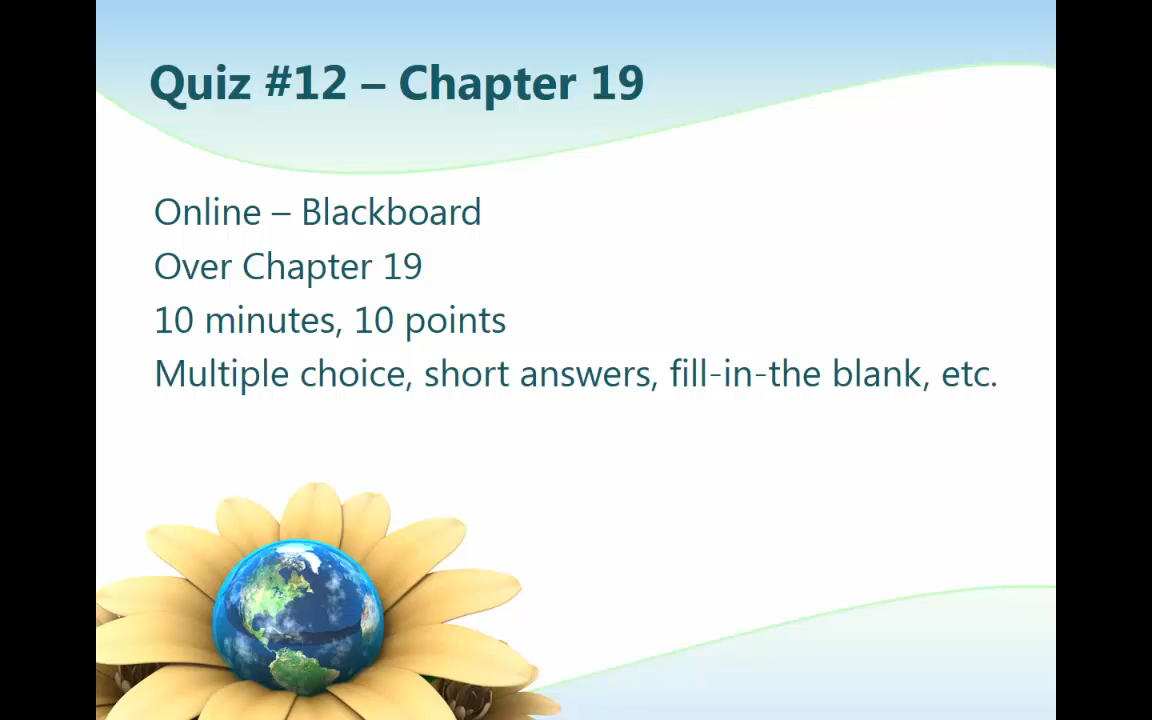 Quiz #12 – Chapter 19
Online – Blackboard
Over Chapter 19
10 minutes, 10 points
Multiple choice, short answers, fill-in-the blank, etc.